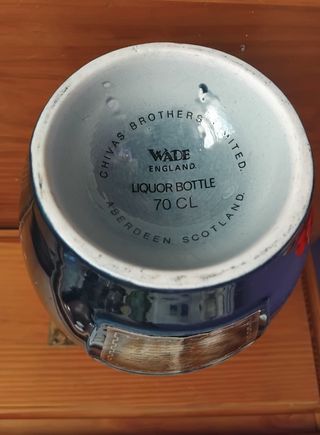 CHIVAS BROTHERS LIMITED.
WADE
ENGLAND.
LIQUOR BOTTLE
70 CL
ABERDEEN SCOTLAND.